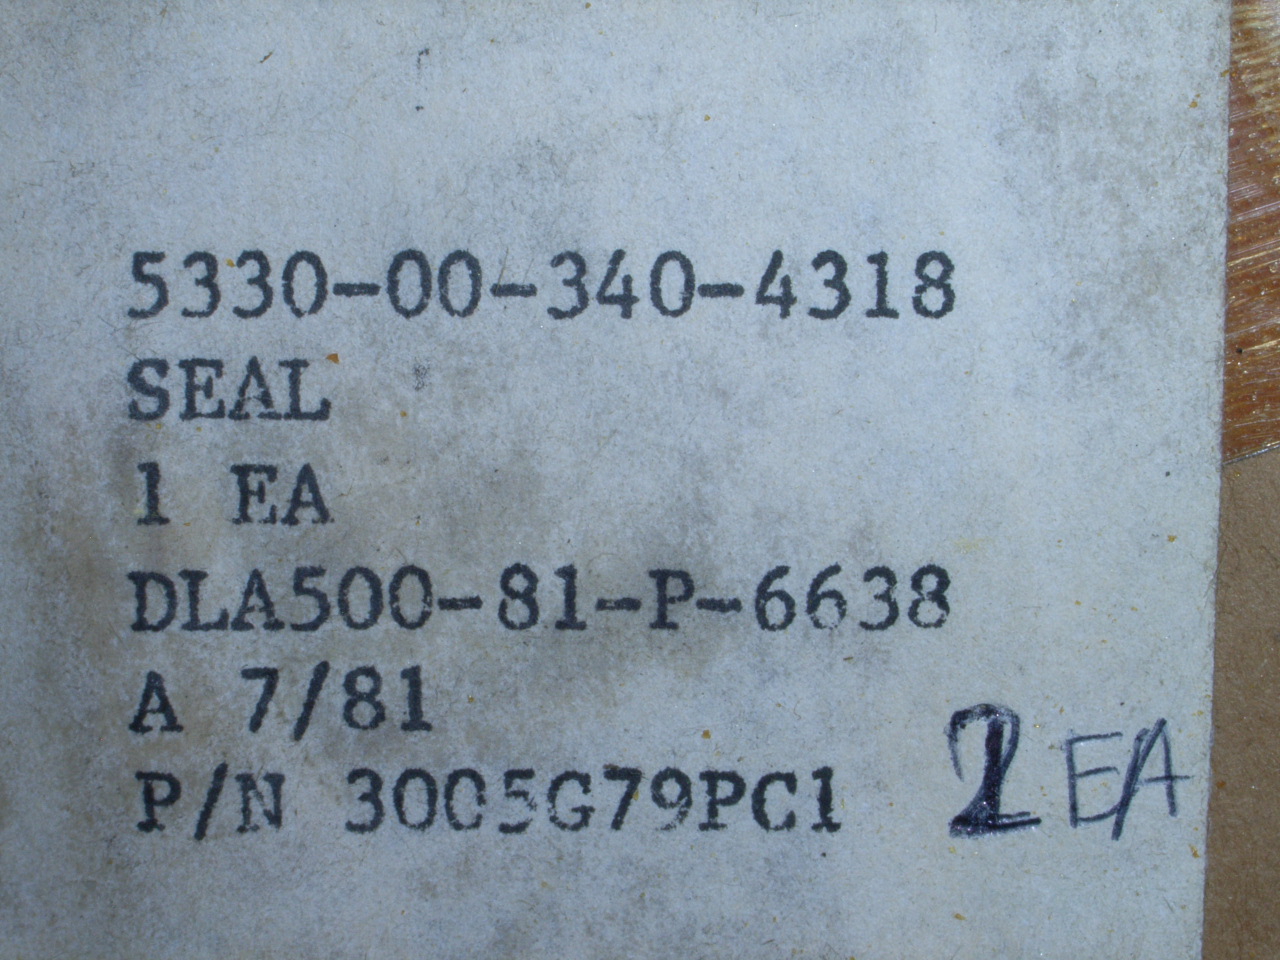 5330-00-340-4318
SEAL
1 EA
DLA500-81-P-6638
A 7/81
P/N 3005G79PC1
2 EA